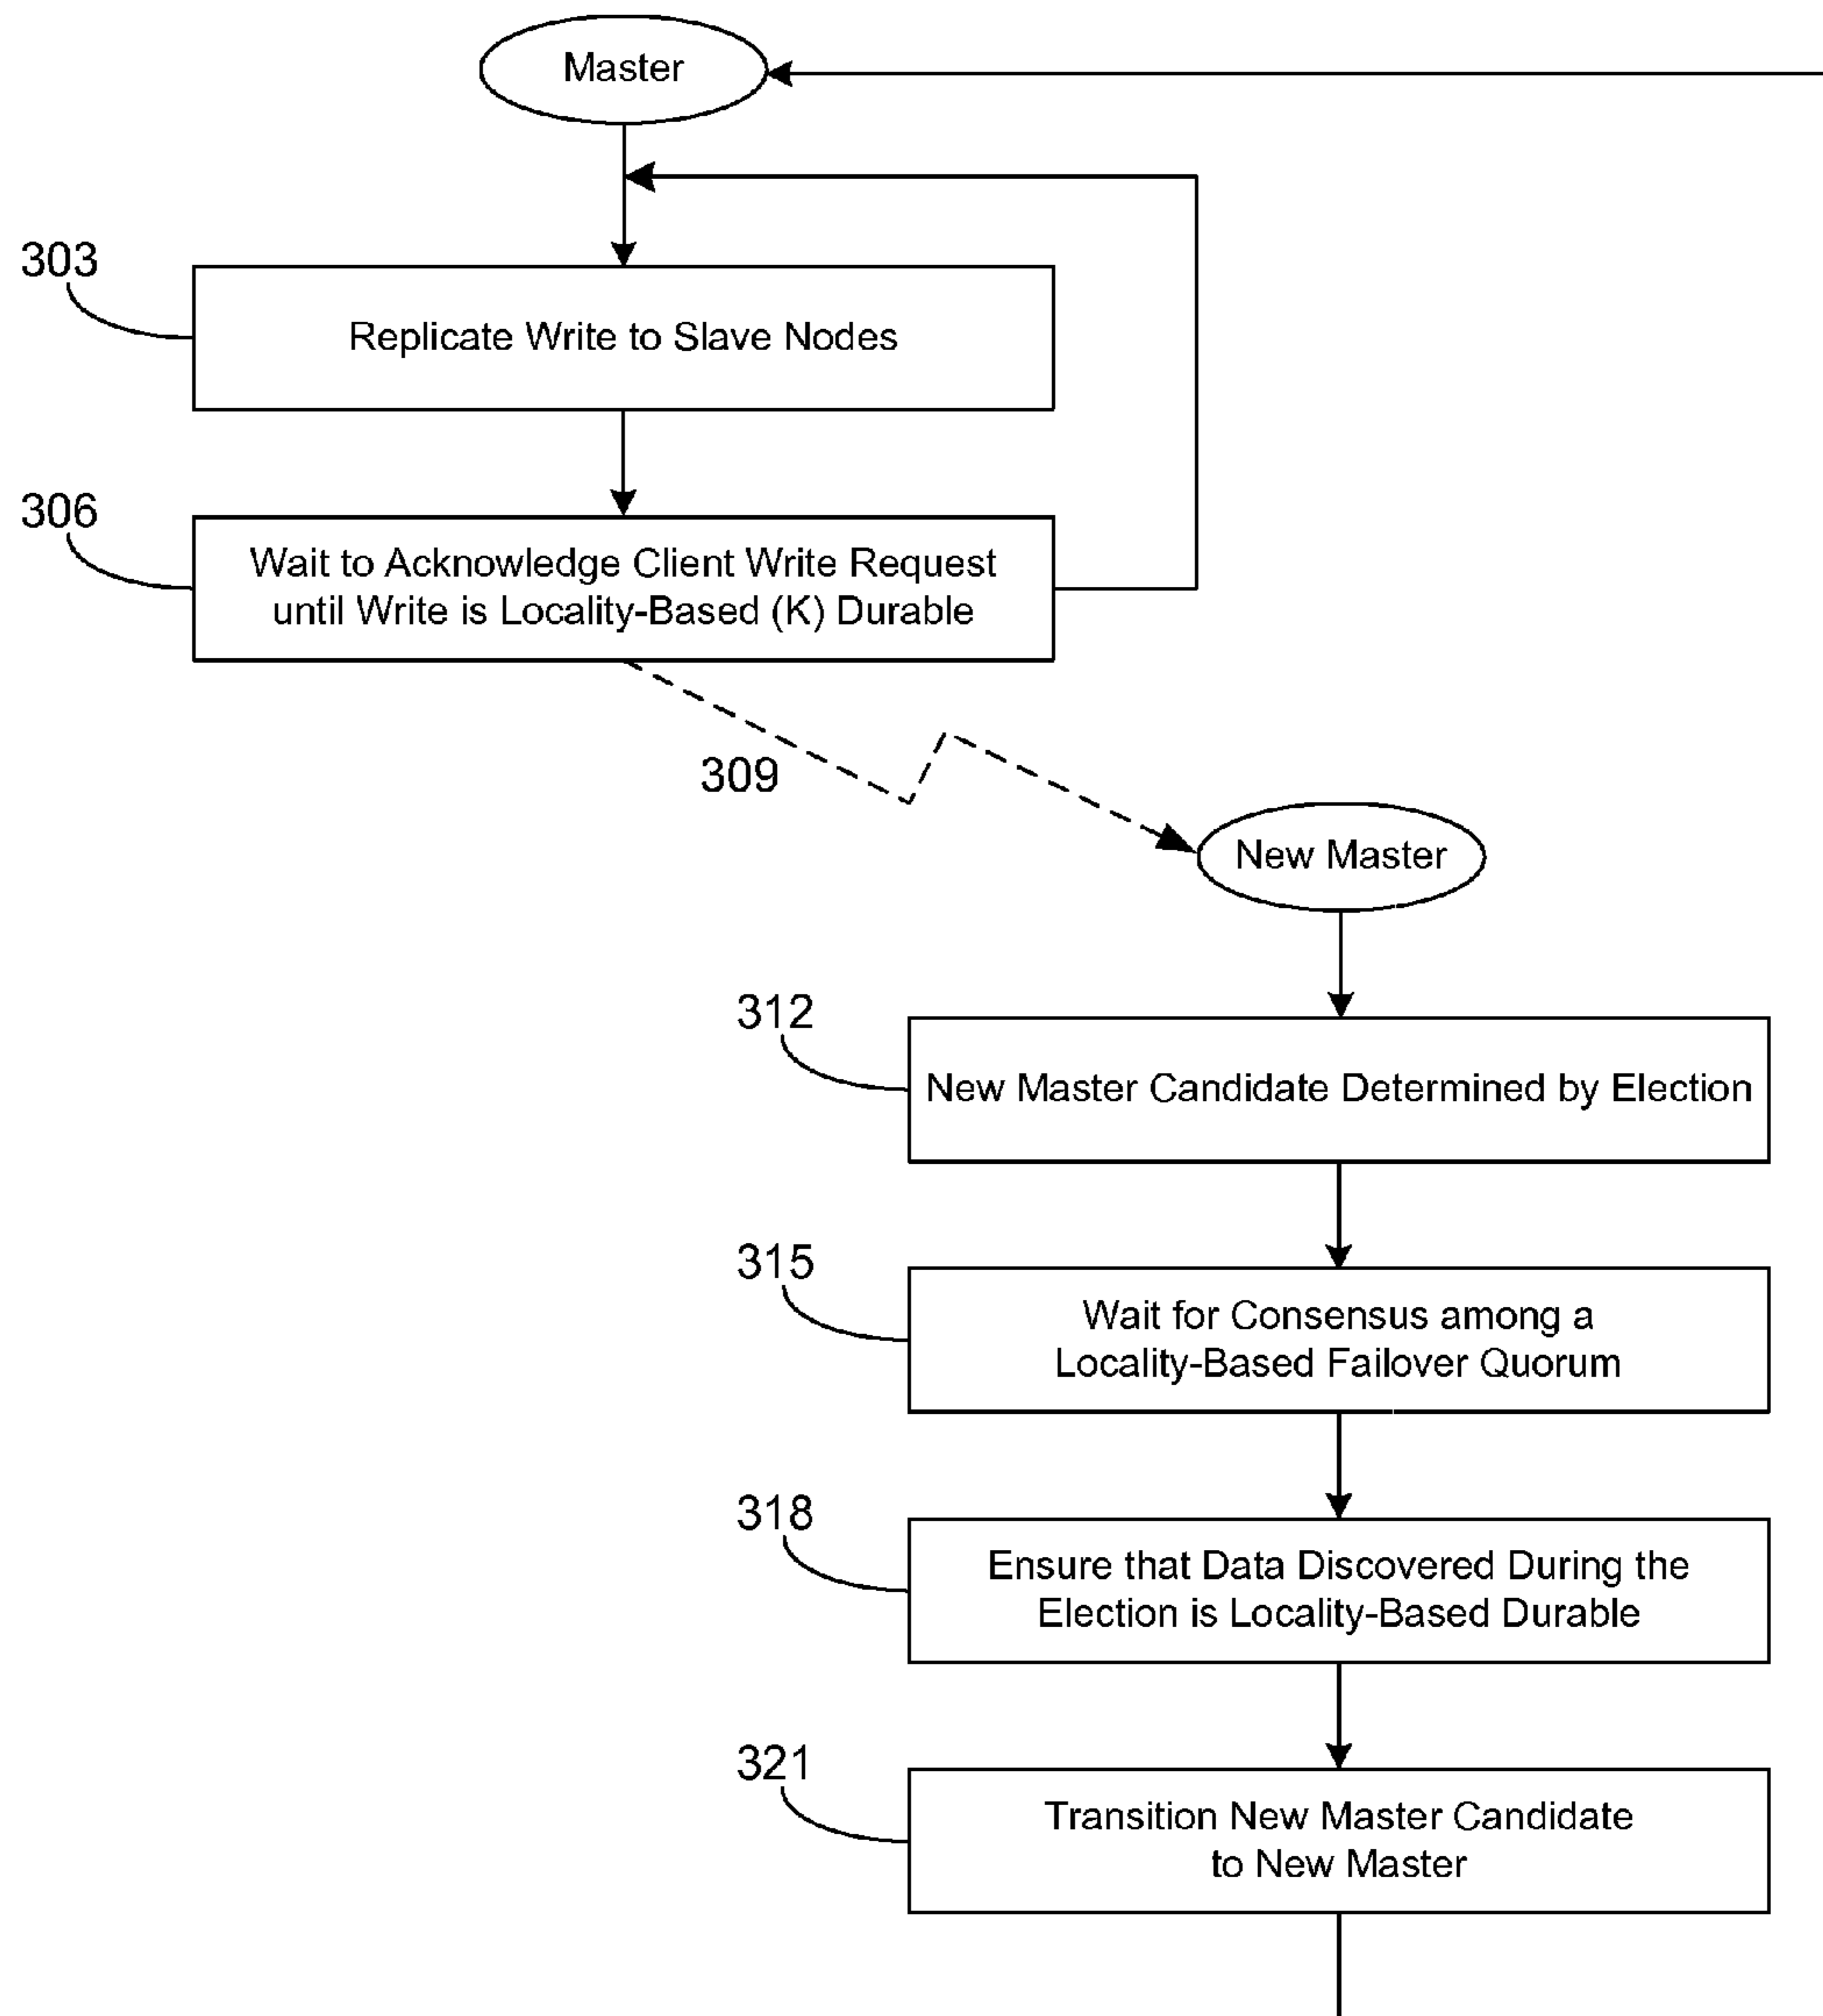 Master
303
Replicate Write to Slave Nodes
306
Wait to Acknowledge Client Write Request
until Write is Locality-Based (K) Durable
309
New Master
312
New Master Candidate Determined by Election
315
Wait for Consensus among a
Locality-Based Failover Quorum
318
Ensure that Data Discovered During the
Election is Locality-Based Durable
321
Transition New Master Candidate
to New Master